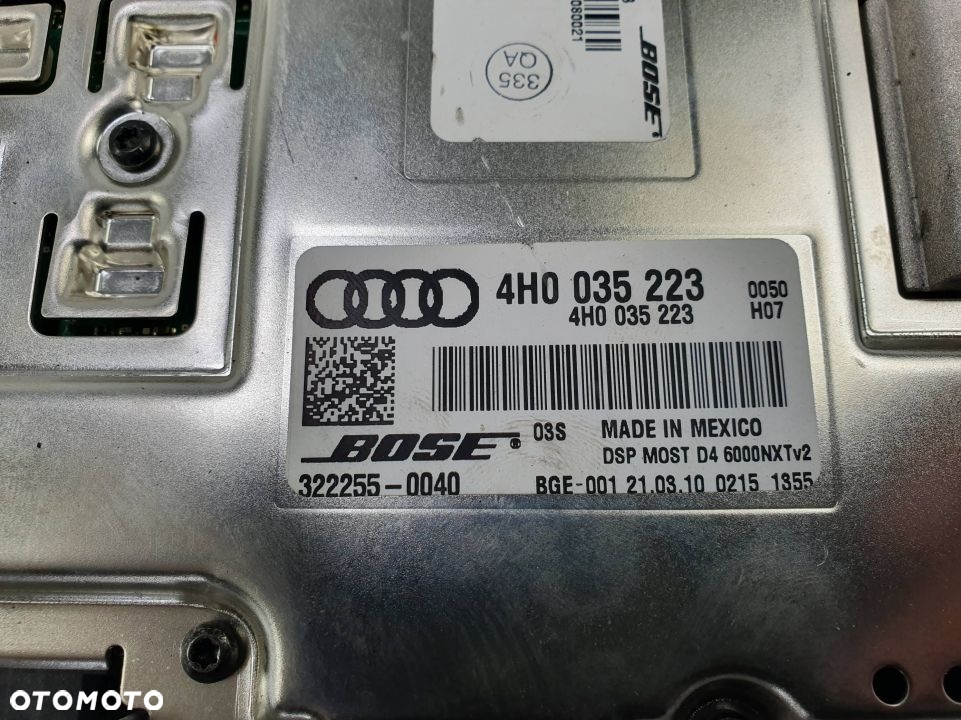 080021
335
QA
BOSE
4H0 035 223
0050
4H0 035 223
H07
BOSE®
03S
MADE IN MEXICO
DSP MOST D4 6000NXTv2
322255-0040
BGE-001 21.03.10 0215 1355
OTOMOTO